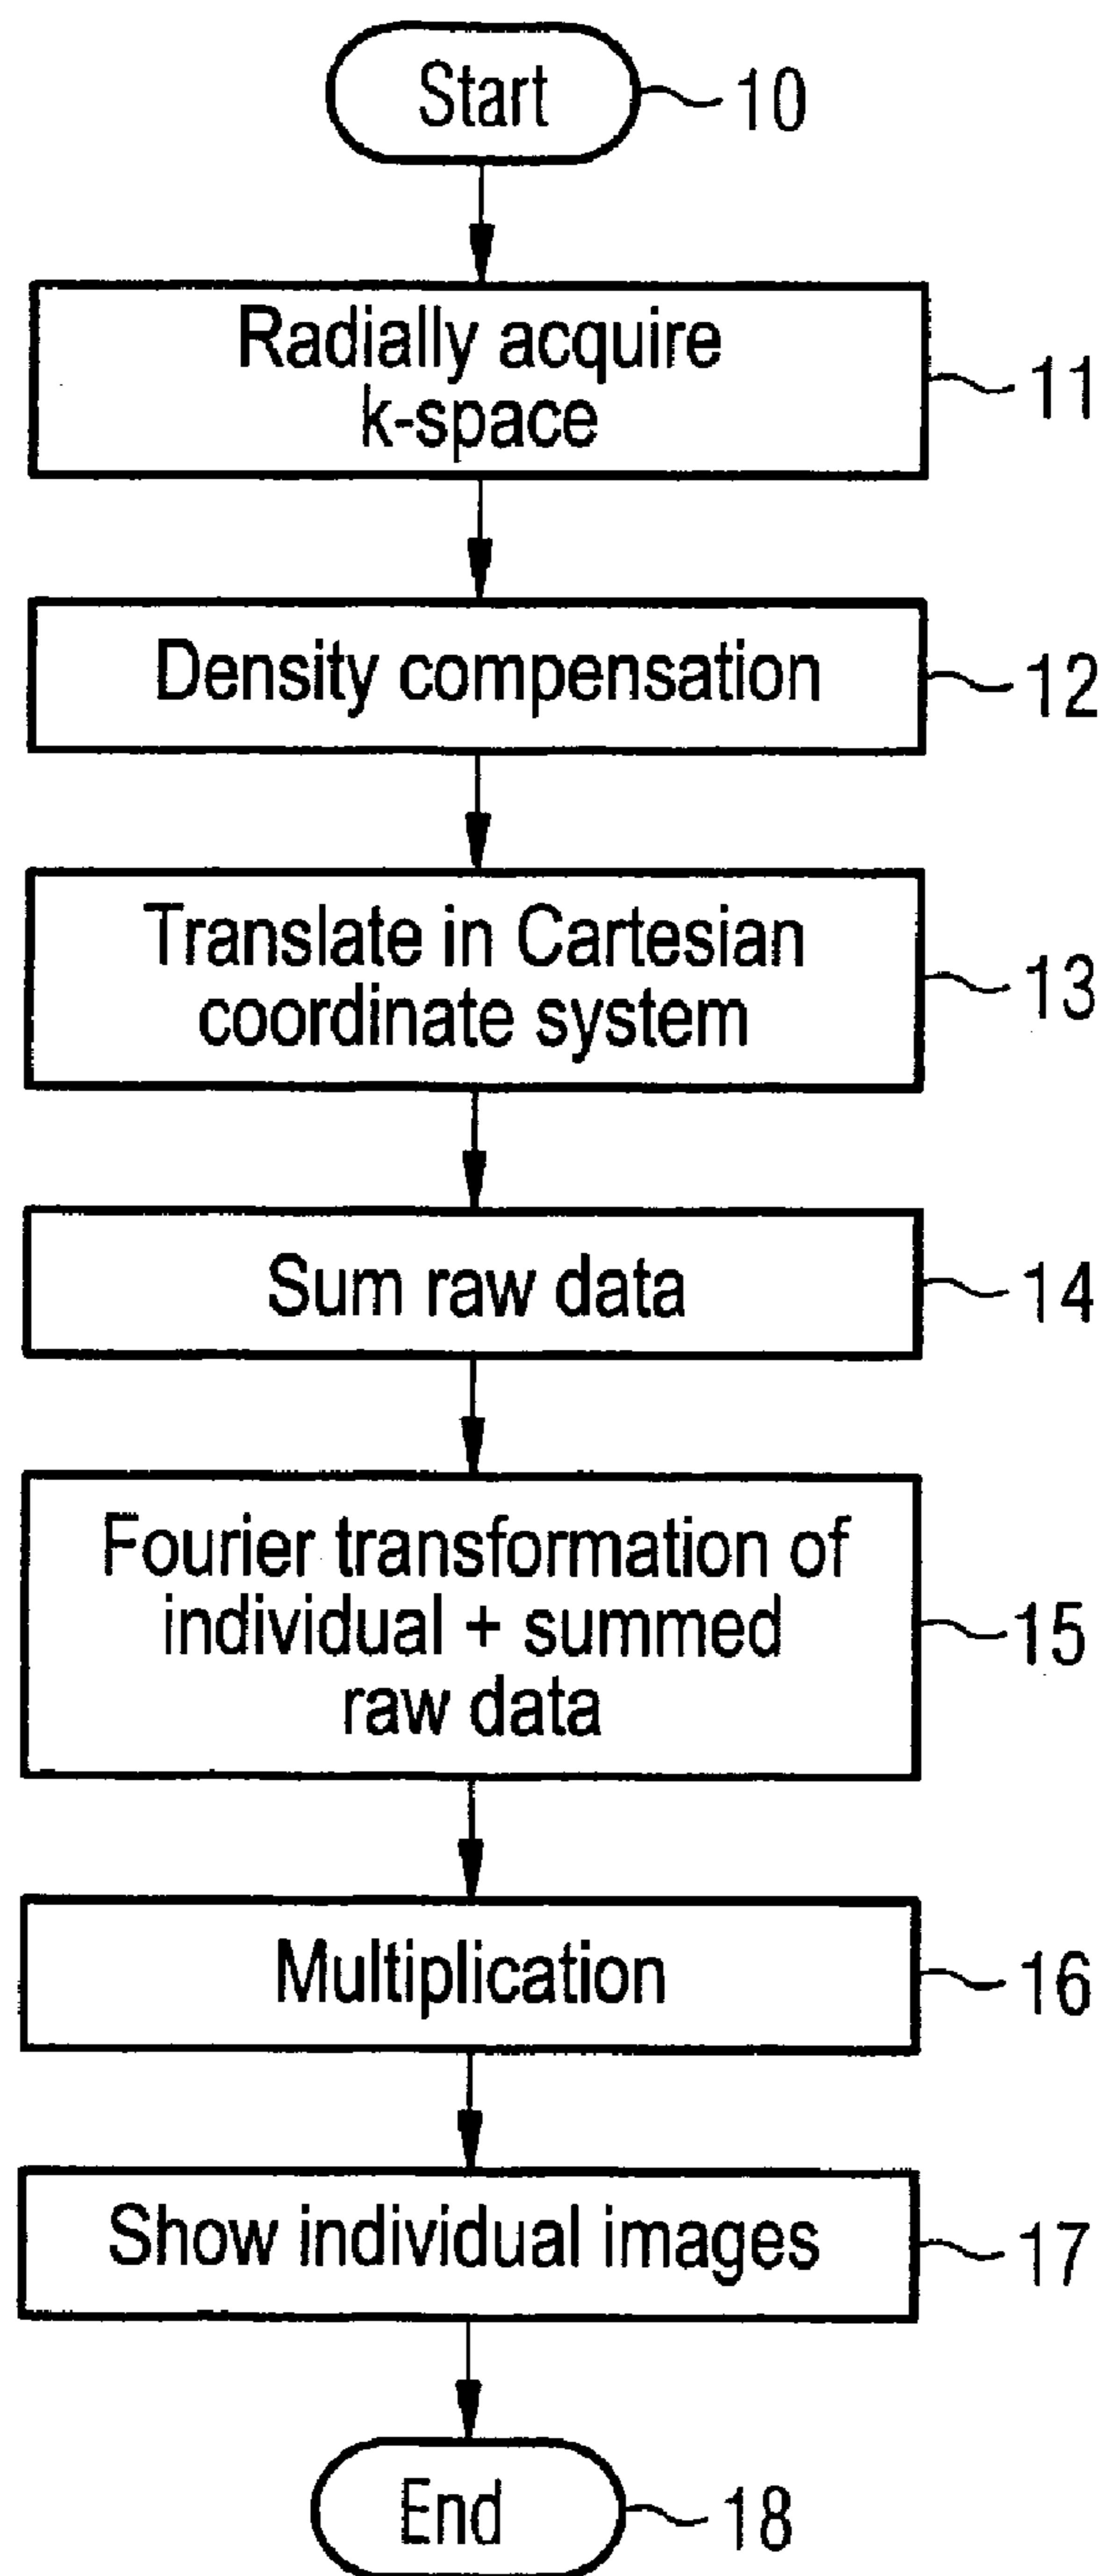 Start
10
Radially acquire
k-space
11
Density compensation
12
Translate in Cartesian
coordinate system
13
Sum raw data
14
Fourier transformation of
individual + summed
raw data
15
Multiplication
16
Show individual images
17
End
18